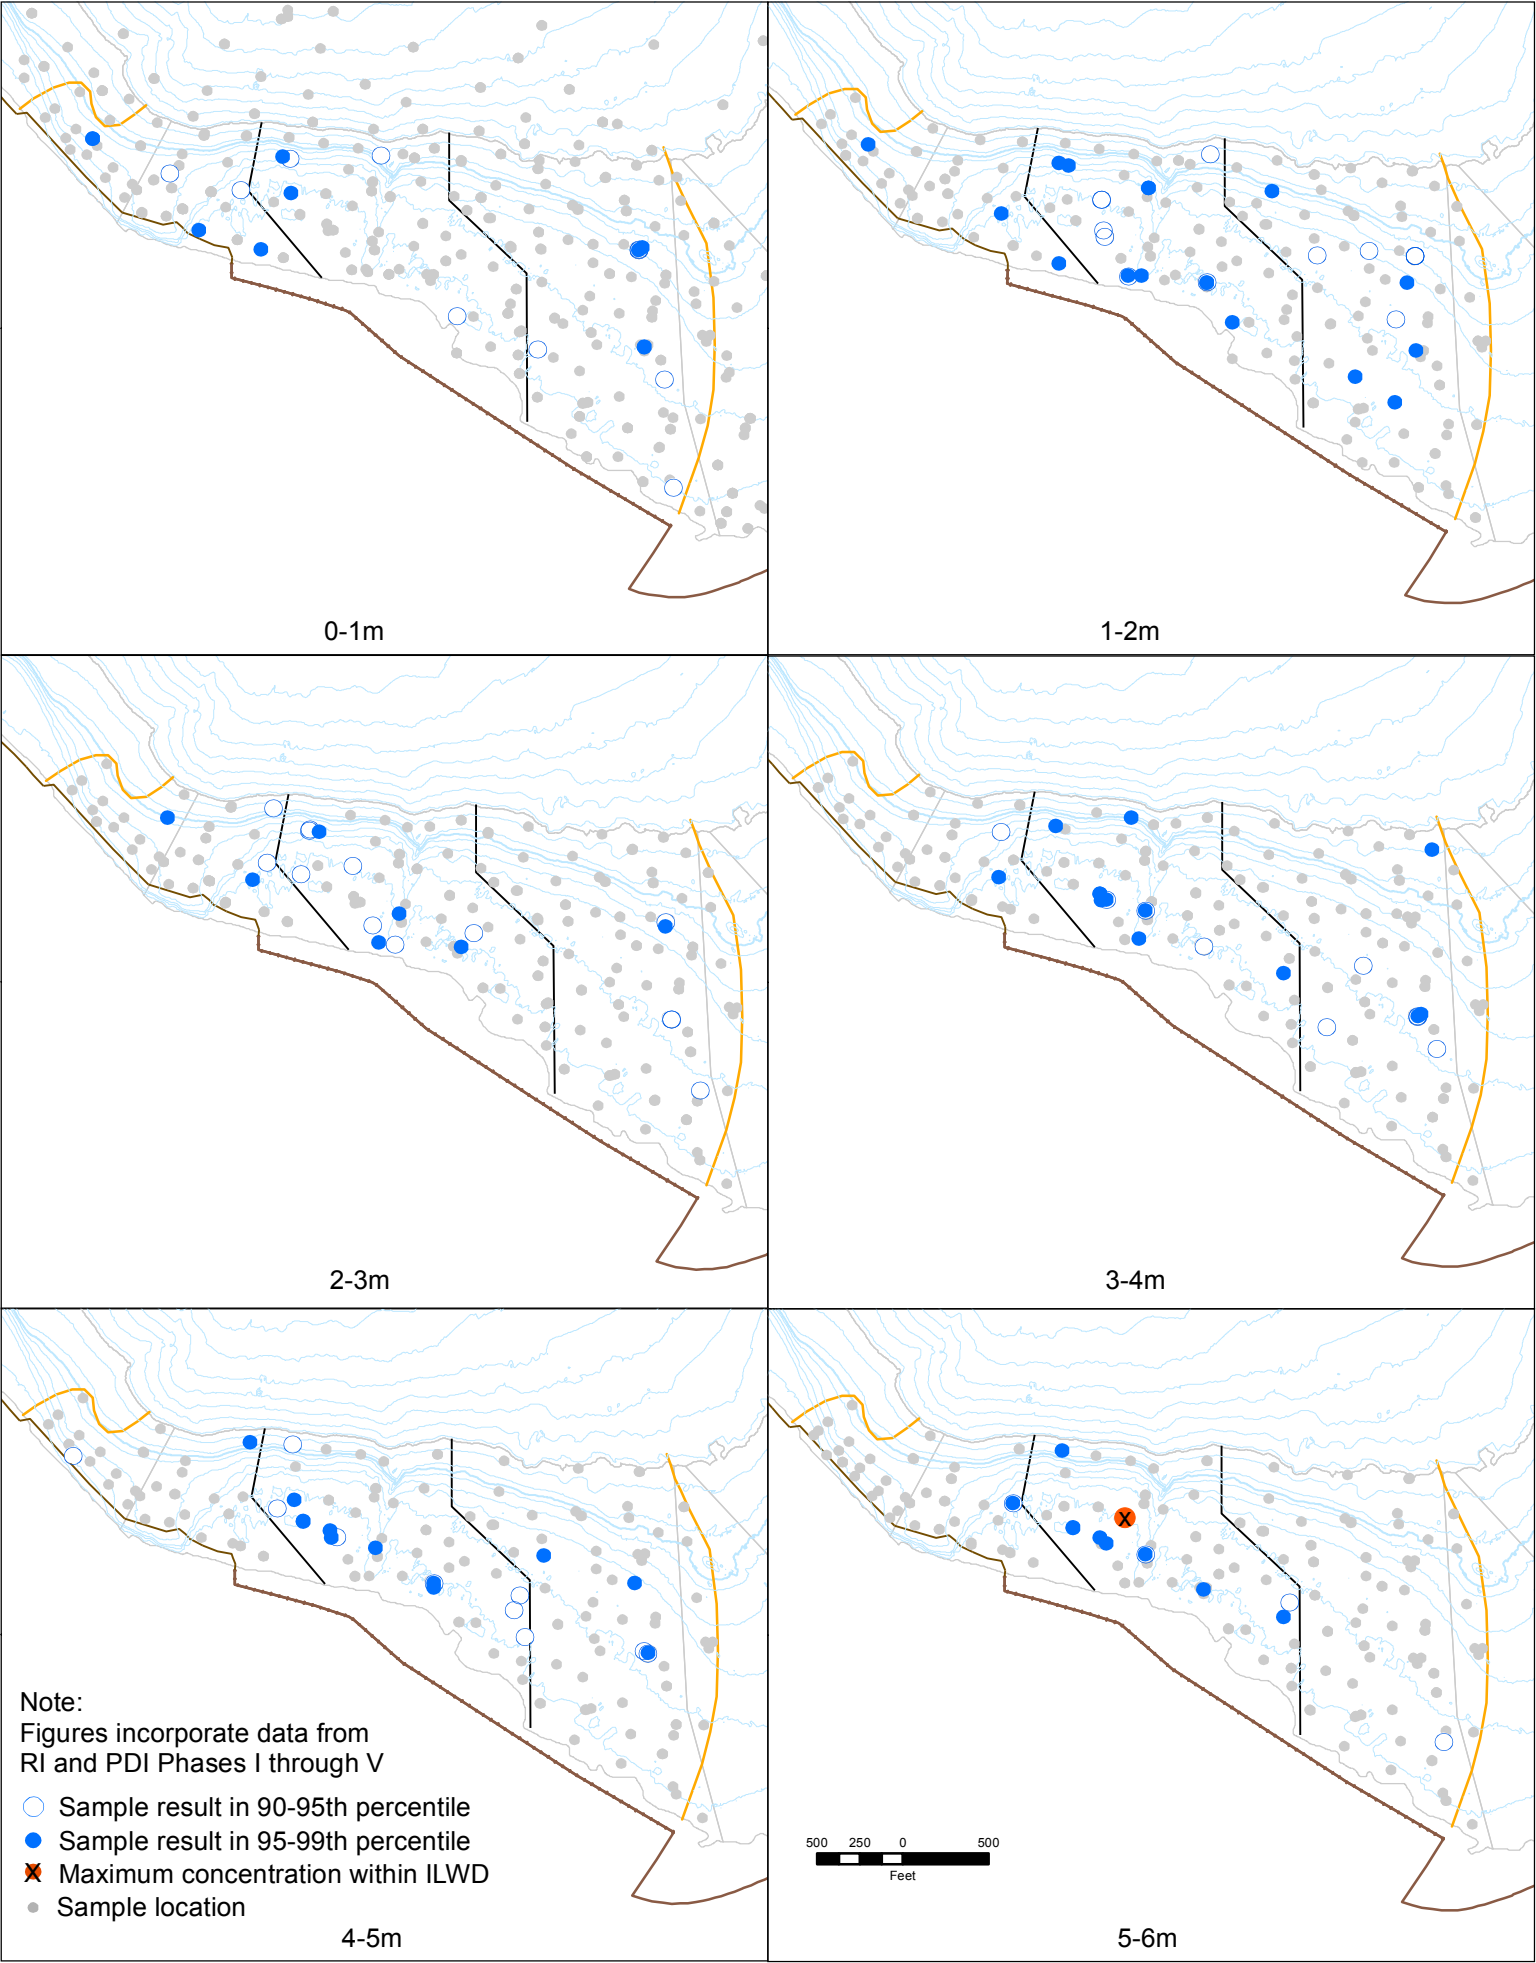 0-1m
1-2m
2-3m
3-4m
Note:
Figures incorporate data from
RI and PDI Phases I through V
Sample result in 90-95th percentile
Sample result in 95-99th percentile
X Maximum concentration within ILWD
Sample location
4-5m
X
500 250 0 500
Feet
5-6m